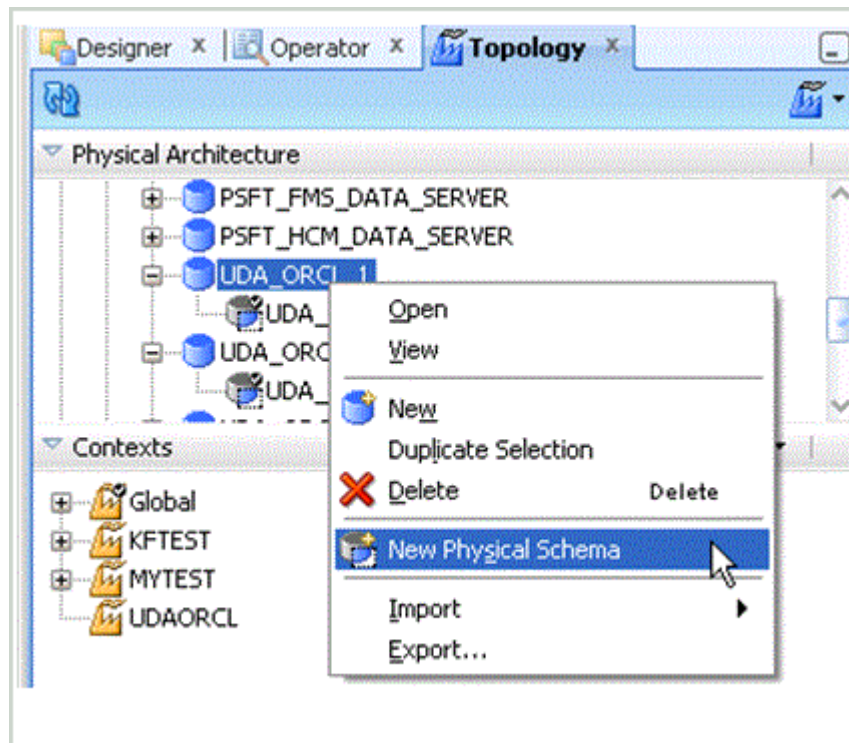 Designer Operator Topology
Physical Architecture
PSFT_FMS_DATA_SERVER
PSFT_HCM_DATA_SERVER
UDA_ORCL_1
UDA_
UDA_ORC
UDA_
Open
View
New
Duplicate Selection
Delete Delete
New Physical Schema
Import
Export...
Contexts
Global
KFTEST
MYTEST
UDAORCL